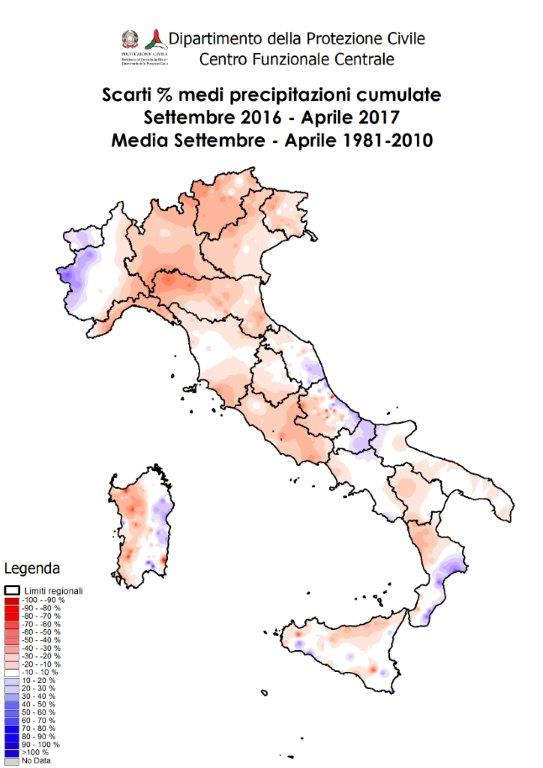 Dipartimento della Protezione Civile
Centro Funzionale Centrale
PROTEZIONE CIVILE
Scarti % medi precipitazioni cumulate
Settembre 2016 - Aprile 2017
Media Settembre - Aprile 1981-2010
Legenda
Limiti regionali
-100 - -90 %
-90 - -80 %
-80 - -70 %
-70 - -60 %
-60 - -50 %
-50 - -40 %
-40 - -30 %
-30 - -20 %
-20 - -10 %
-10 - 10 %
10 - 20 %
20 - 30 %
30 - 40 %
40 - 50 %
50 - 60 %
60 - 70 %
70 - 80 %
80 - 90 %
90 - 100 %
>100 %
No Data